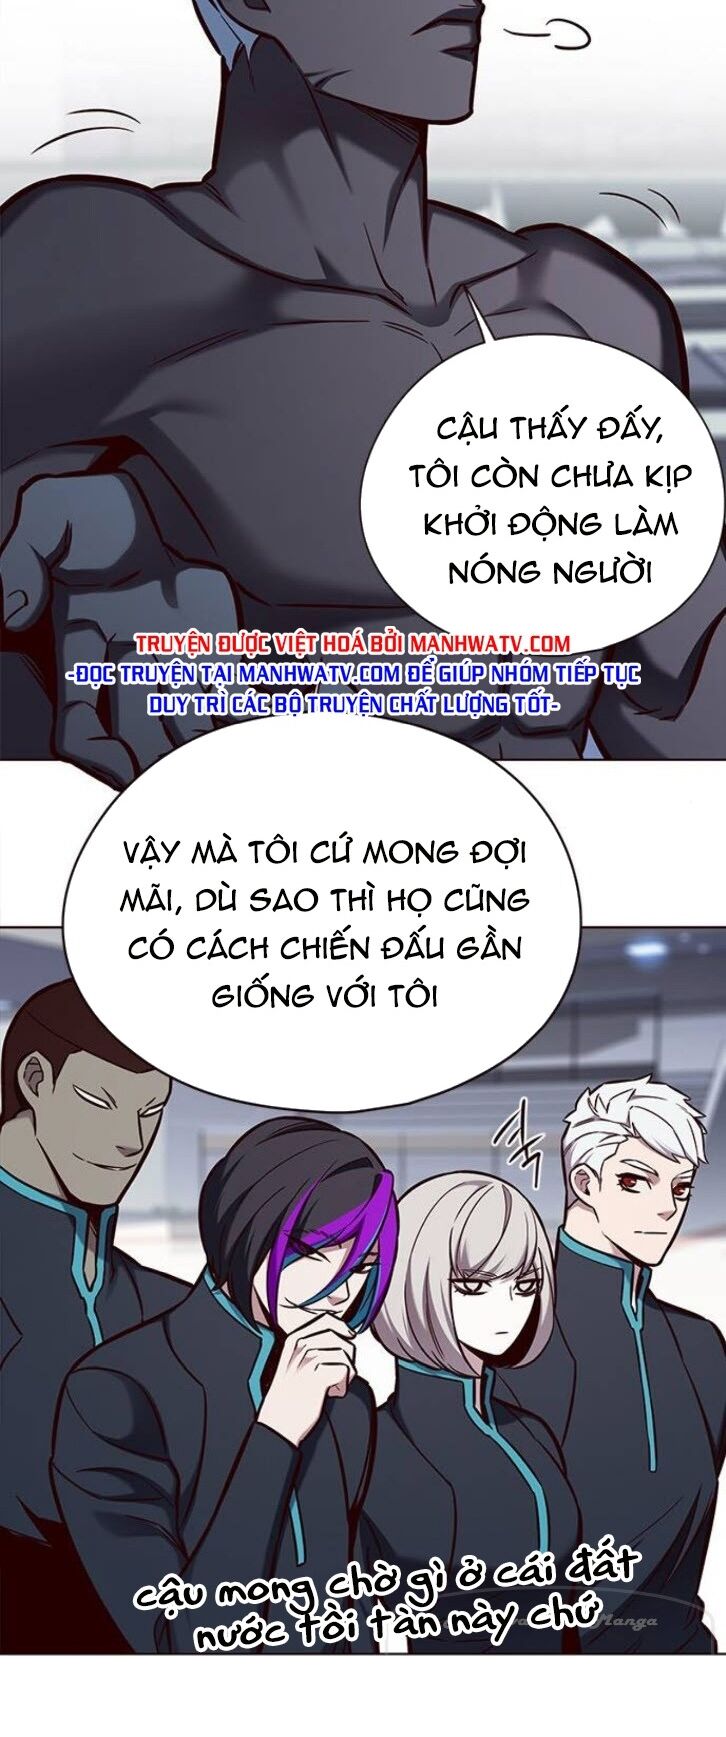 CẬU THẤY ĐẤY,
TÔI CÒN CHƯA KỊP
KHỞI ĐỘNG LÀM
NÓNG NGƯỜI
TRUYỆN ĐƯỢC VIỆT HOÁ BỞI MANHWATV.COM
-ĐỌC TRUYỆN TẠI MANHWATV.COM ĐỂ GIÚP NHÓM TIẾP TỤC
DUY TRÌ CÁC BỘ TRUYỆN CHẤT LƯỢNG TỐT-
VẬY MÀ TÔI CỨ MONG ĐỢI
MÃI, DÙ SAO THÌ HỌ CŨNG
CÓ CÁCH CHIẾN ĐẤU GẦN
GIỐNG VỚI TÔI
cậu mong chờ gì ở cái đất
nước tồi tàn này chứ
Manga